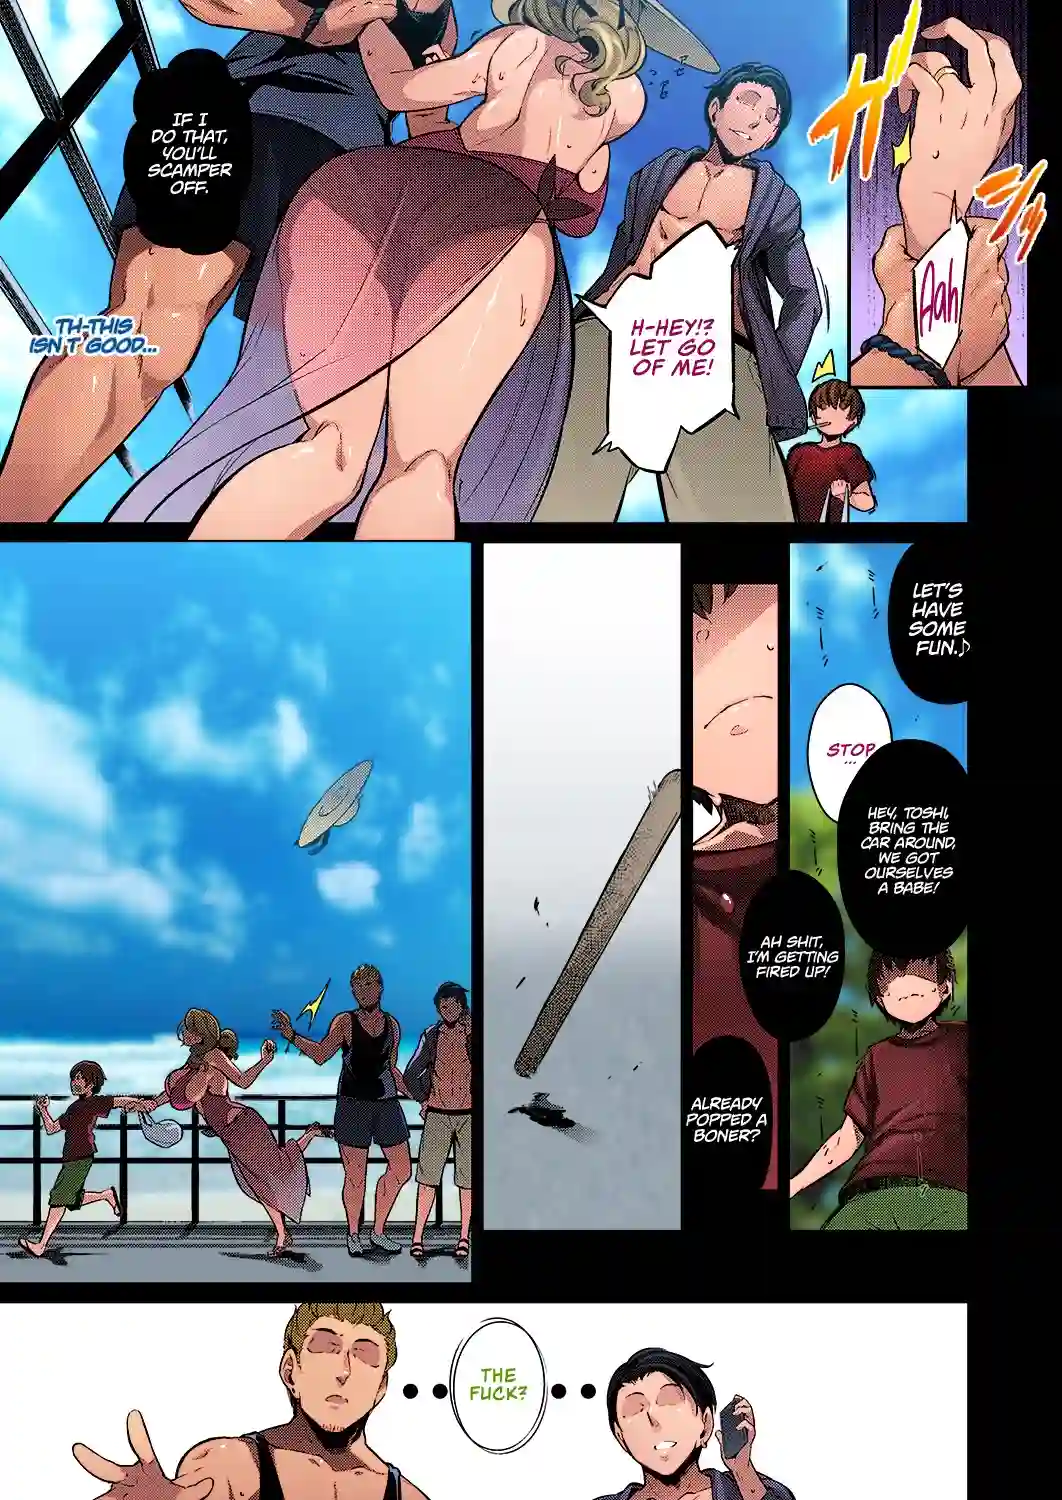 Aah
H-HEY!?
LET GO
OF ME!
IF I
DO THAT,
YOU'LL
SCAMPER
OFF.
TH-THIS
ISN'T GOOD...
LET'S
HAVE
SOME
FUN.♪
STOP
...
HEY, TOSHI,
BRING THE
CAR AROUND,
WE GOT
OURSELVES
A BABE!
AH SHIT,
I'M GETTING
FIRED UP!
ALREADY
POPPED A
BONER?
THE
FUCK?